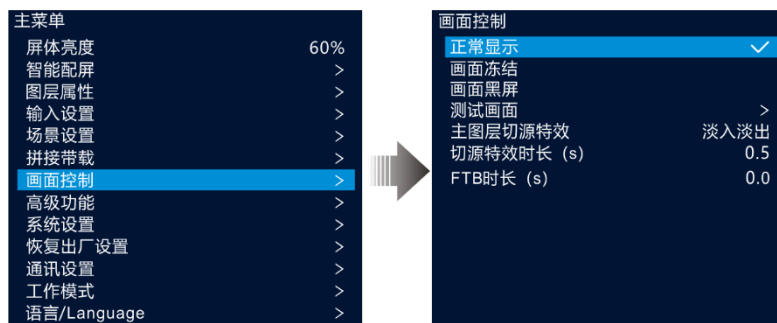 主菜单
屏体亮度 60%
智能配屏 >
图层属性 >
输入设置 >
场景设置 >
拼接带载 >
画面控制 >
高级功能 >
系统设置 >
恢复出厂设置 >
通讯设置 >
工作模式 >
语言/Language >
画面控制
正常显示 ✓
画面冻结
画面黑屏
测试画面 >
主图层切源特效 淡入淡出
切源特效时长 (s) 0.5
FTB时长 (s) 0.0